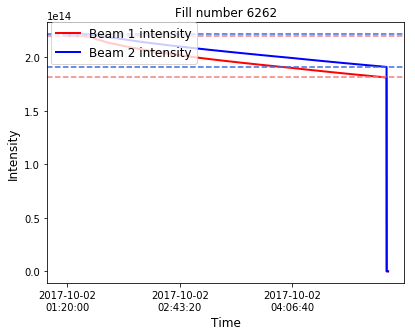 Fill number 6262
1e14
Beam 1 intensity
Beam 2 intensity
2.0
1.5
1.0
0.5
0.0
Intensity
2017-10-02
01:20:00
2017-10-02
02:43:20
2017-10-02
04:06:40
Time